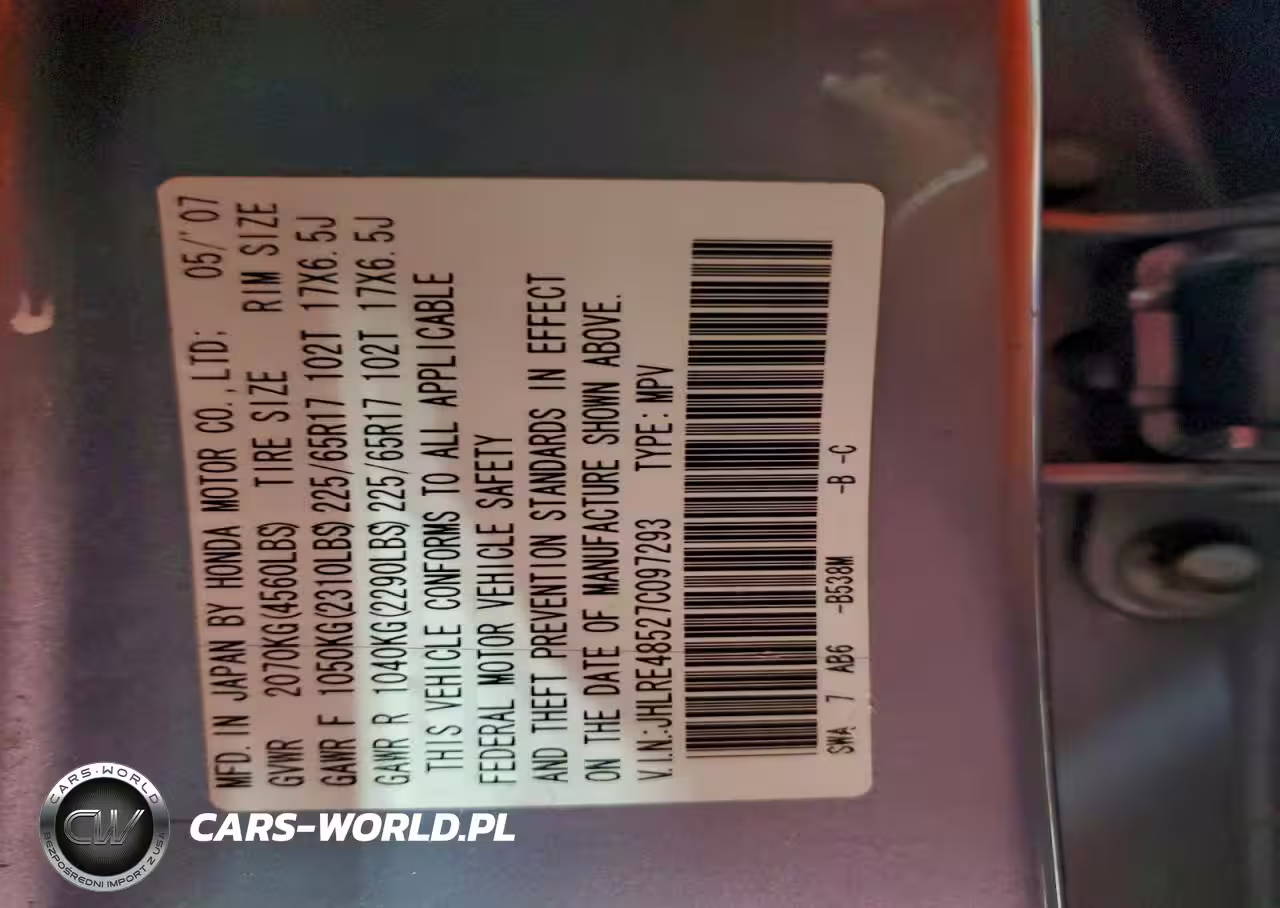 MFD. IN JAPAN BY HONDA MOTOR CO., LTD: 05/'07
GVWR 2070KG(4560LBS) TIRE SIZE RIM SIZE
GAWR F 1050KG(2310LBS) 225/65R17 102T 17X6.5J
GAWR R 1040KG(2290LBS) 225/65R17 102T 17X6.5J
THIS VEHICLE CONFORMS TO ALL APPLICABLE
FEDERAL MOTOR VEHICLE SAFETY
AND THEFT PREVENTION STANDARDS IN EFFECT
ON THE DATE OF MANUFACTURE SHOWN ABOVE.
V.I.N.:JHLRE48527C097293 TYPE: MPV
SWA 7 AB6 -B538M -B -C
CARS-WORLD
CW
BEZPOŚREDNI IMPORT Z USA
CARS-WORLD.PL